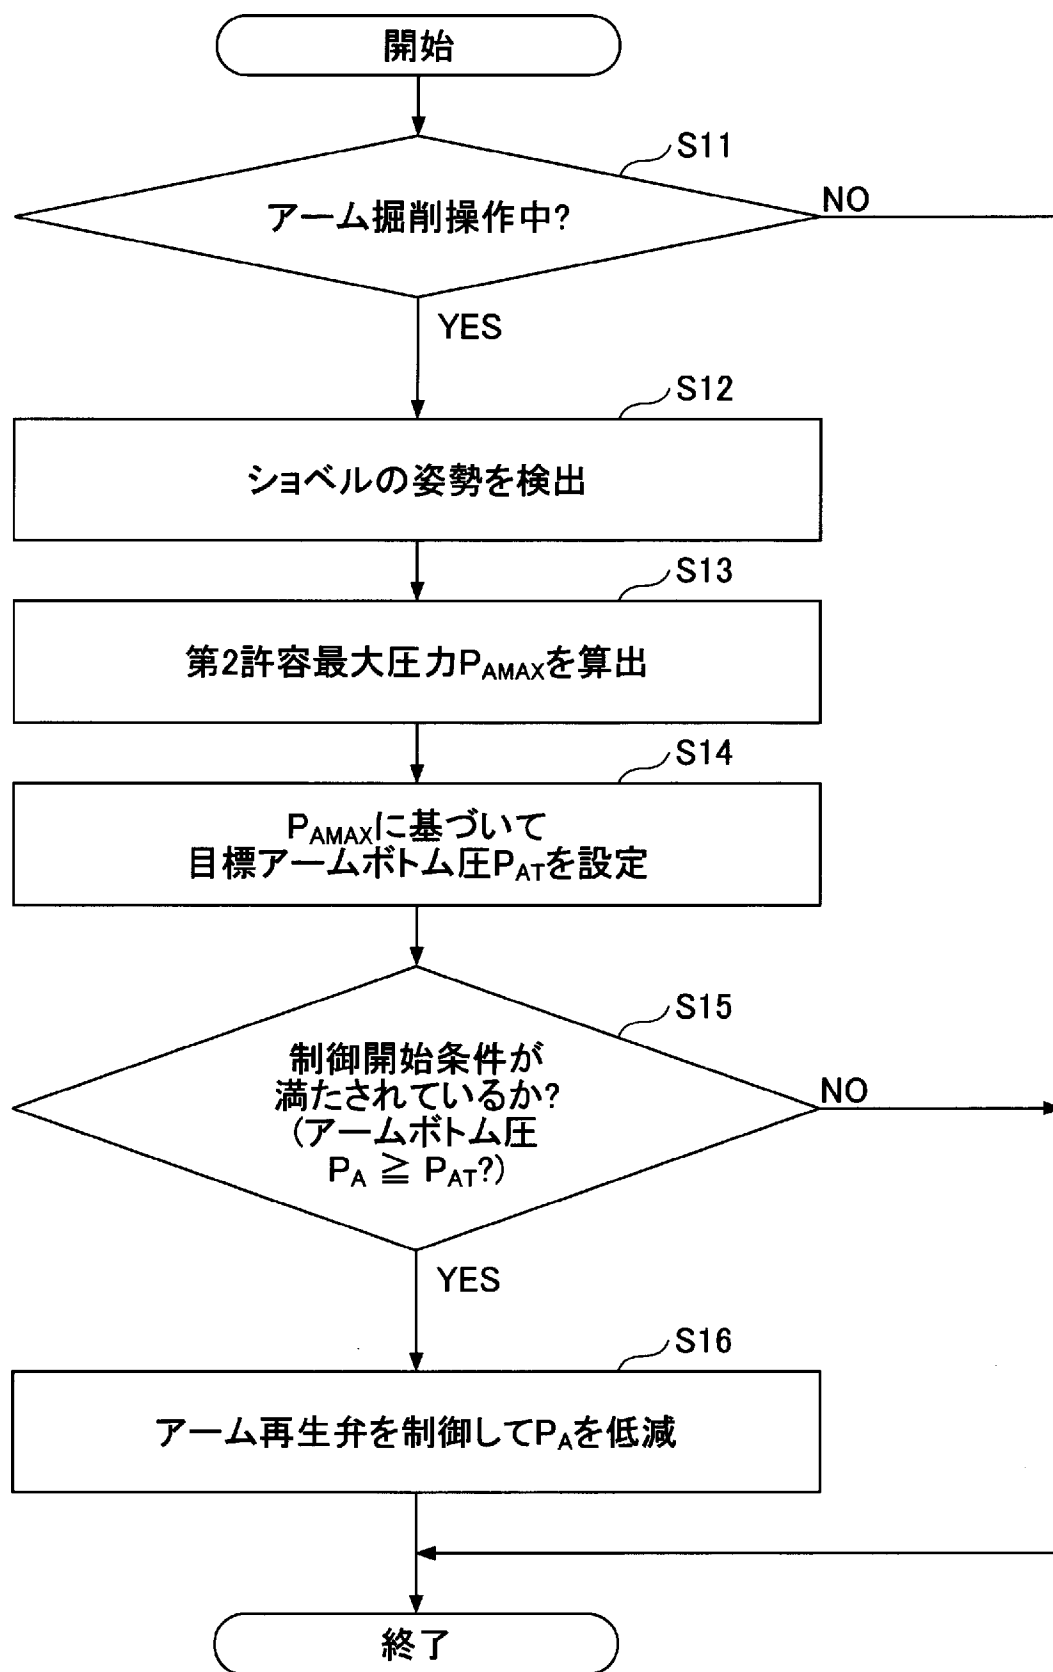 開始
S11
アーム掘削操作中?
NO
YES
S12
ショベルの姿勢を検出
S13
第2許容最大圧力PAMAXを算出
S14
PAMAXに基づいて
目標アームボトム圧PATを設定
S15
制御開始条件が
満たされているか?
(アームボトム圧
PA ≧ PAT?)
NO
YES
S16
アーム再生弁を制御してPAを低減
終了